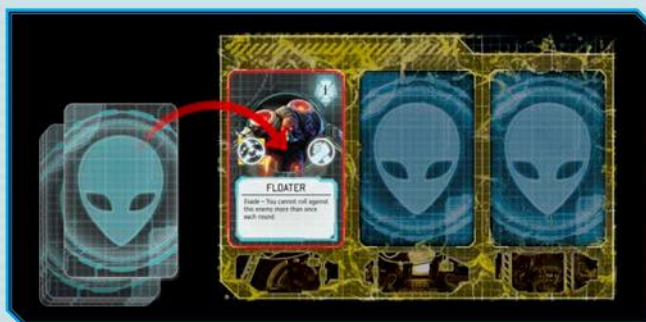 1
FLOATER
Evade – You cannot roll against
this enemy more than once
each round.